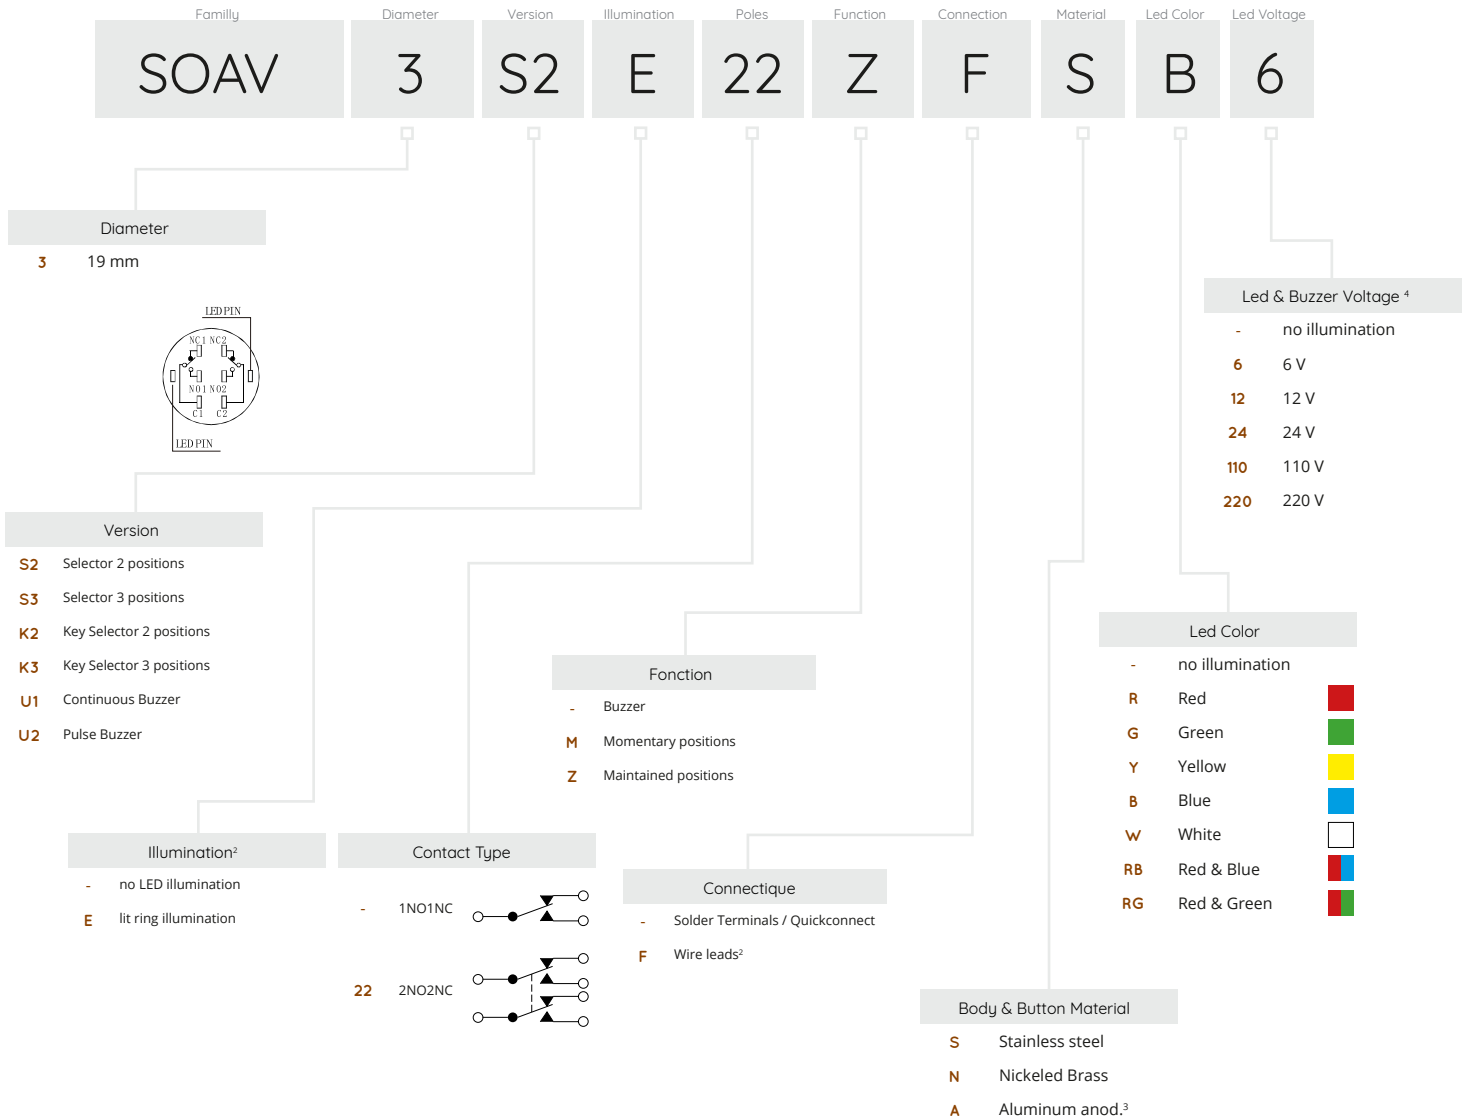 Familly Diameter Version Illumination Poles Function Connection Material Led Color Led Voltage
SOAV 3 S2 E 22 Z F S B 6
Diameter
3 19 mm
LED PIN
NC1 NC2
NO1 NO2
C1 C2
LED PIN
Version
S2 Selector 2 positions
S3 Selector 3 positions
K2 Key Selector 2 positions
K3 Key Selector 3 positions
U1 Continuous Buzzer
U2 Pulse Buzzer
Illumination²
- no LED illumination
E lit ring illumination
Contact Type
- 1NO1NC
22 2NO2NC
Fonction
- Buzzer
M Momentary positions
Z Maintained positions
Connectique
- Solder Terminals / Quickconnect
F Wire leads²
Body & Button Material
S Stainless steel
N Nickeled Brass
A Aluminum anod.³
Led Color
- no illumination
R Red
G Green
Y Yellow
B Blue
W White
RB Red & Blue
RG Red & Green
Led & Buzzer Voltage ⁴
- no illumination
6 6 V
12 12 V
24 24 V
110 110 V
220 220 V